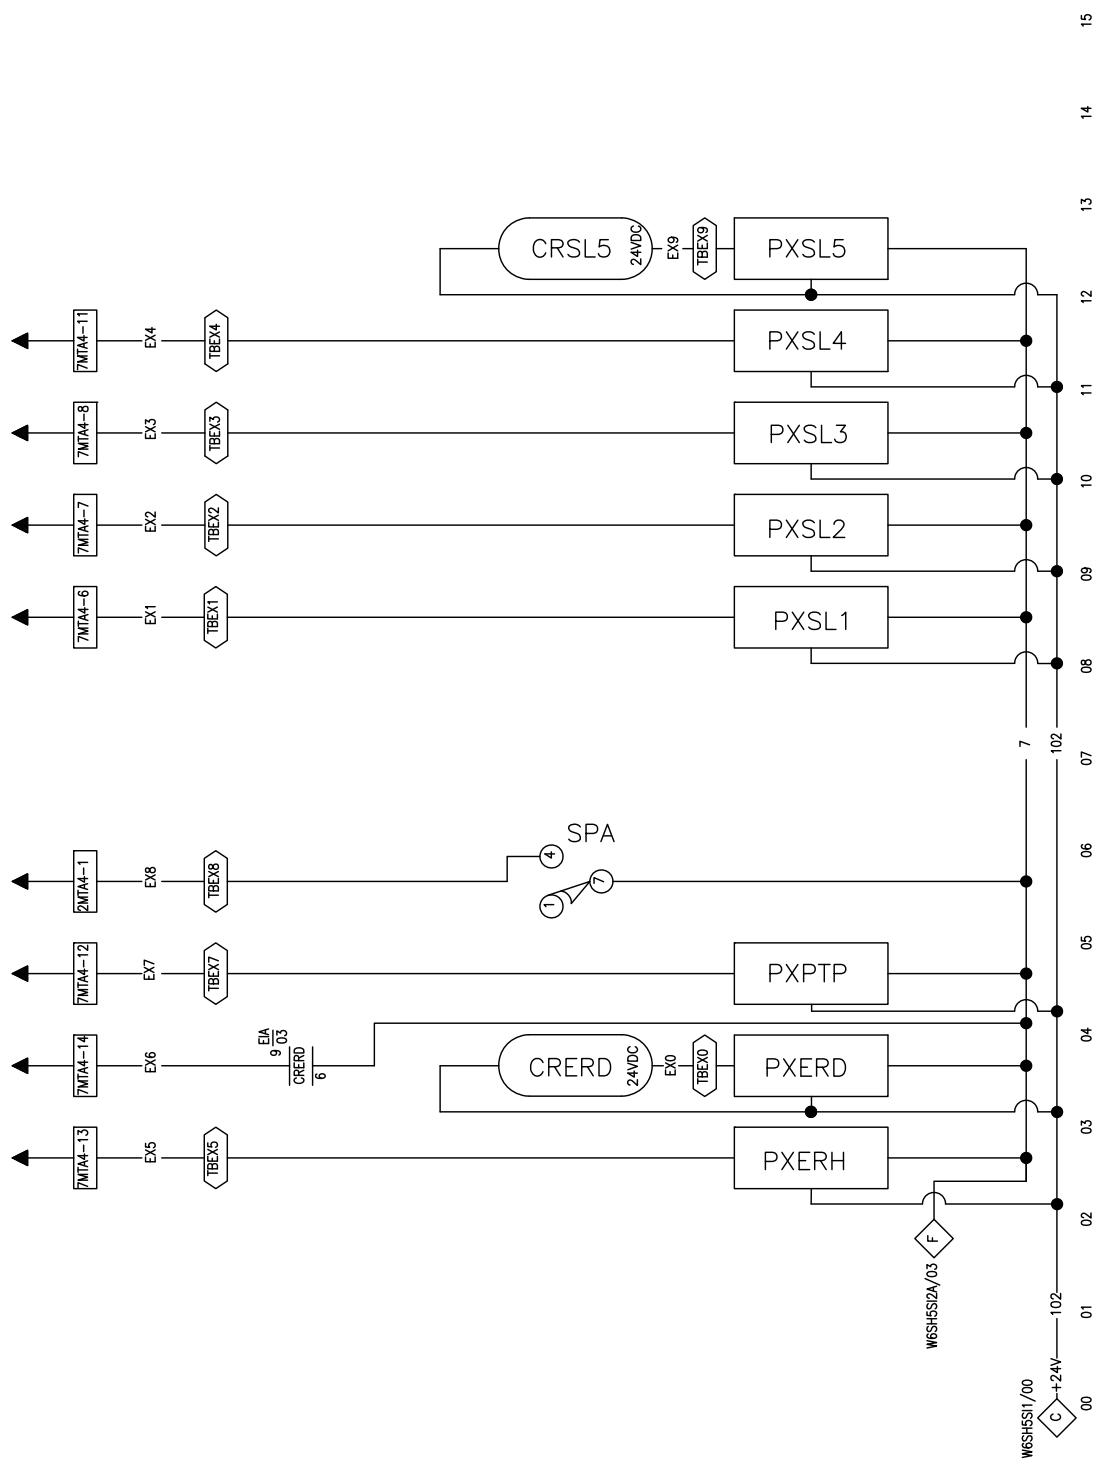 15
14
13
12
11
10
09
08
07
06
05
04
03
02
01
00
CRSL5
24VDC
EX9
TBEX9
PXSL5
7MTA4-11
EX4
TBEX4
PXSL4
7MTA4-8
EX3
TBEX3
PXSL3
7MTA4-7
EX2
TBEX2
PXSL2
7MTA4-6
EX1
TBEX1
PXSL1
7
102
2MTA4-1
EX8
TBEX8
SPA
4
1
7
7MTA4-12
EX7
TBEX7
PXPTP
7MTA4-14
EX6
EIA
9 03
CRERD
6
CRERD
24VDC
EX0
TBEX0
PXERD
7MTA4-13
EX5
TBEX5
PXERH
F
W6SH5SI2A/03
102
+24V
W6SH5SI1/00
C